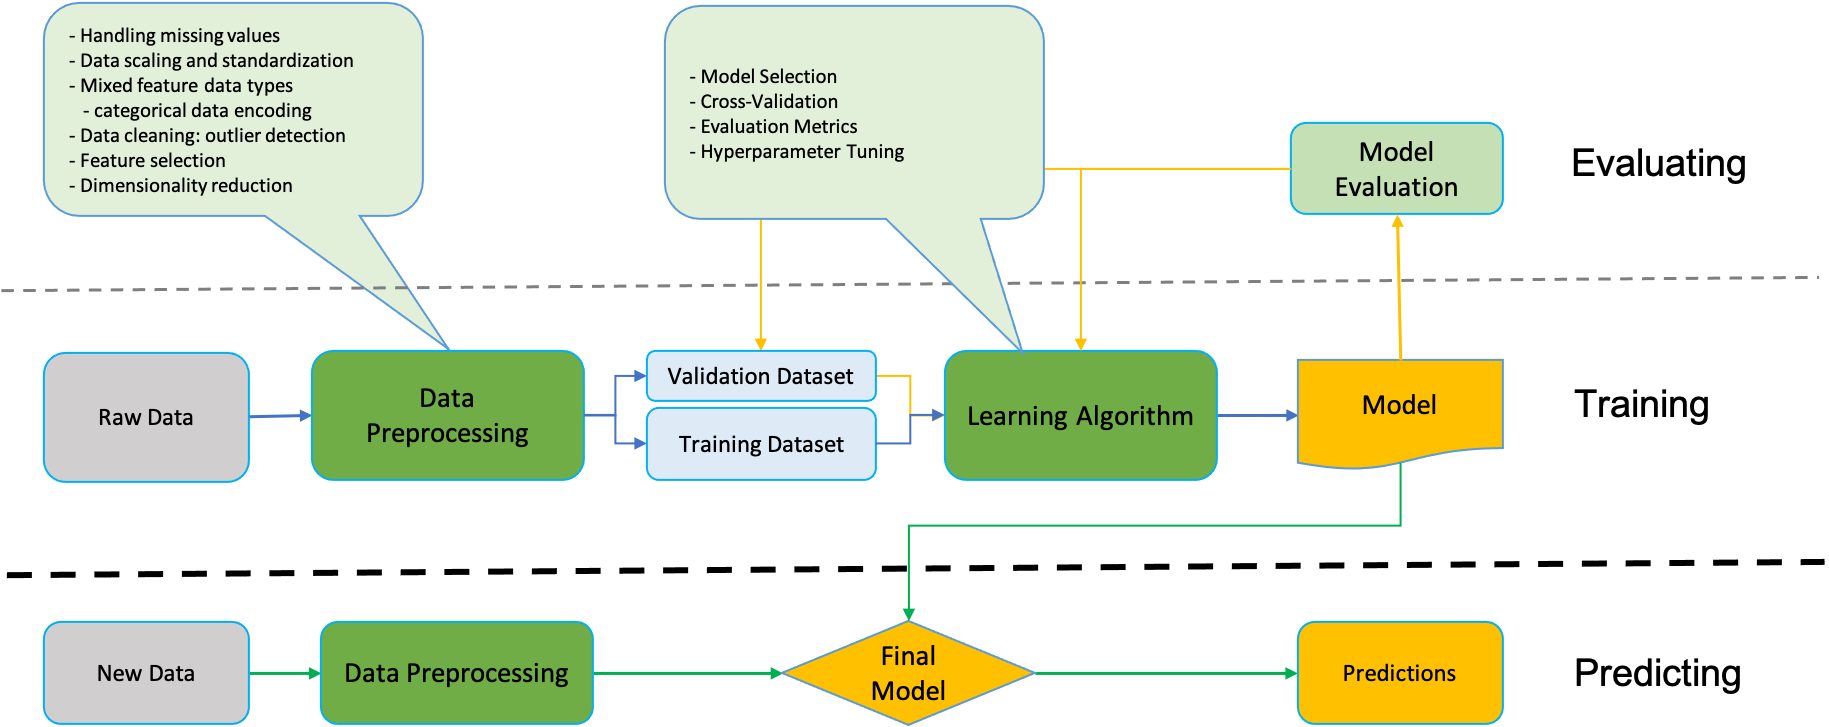 - Handling missing values
- Data scaling and standardization
- Mixed feature data types
- categorical data encoding
- Data cleaning: outlier detection
- Feature selection
- Dimensionality reduction
- Model Selection
- Cross-Validation
- Evaluation Metrics
- Hyperparameter Tuning
Model
Evaluation
Evaluating
Raw Data
Data
Preprocessing
Validation Dataset
Training Dataset
Learning Algorithm
Model
Training
New Data
Data Preprocessing
Final
Model
Predictions
Predicting